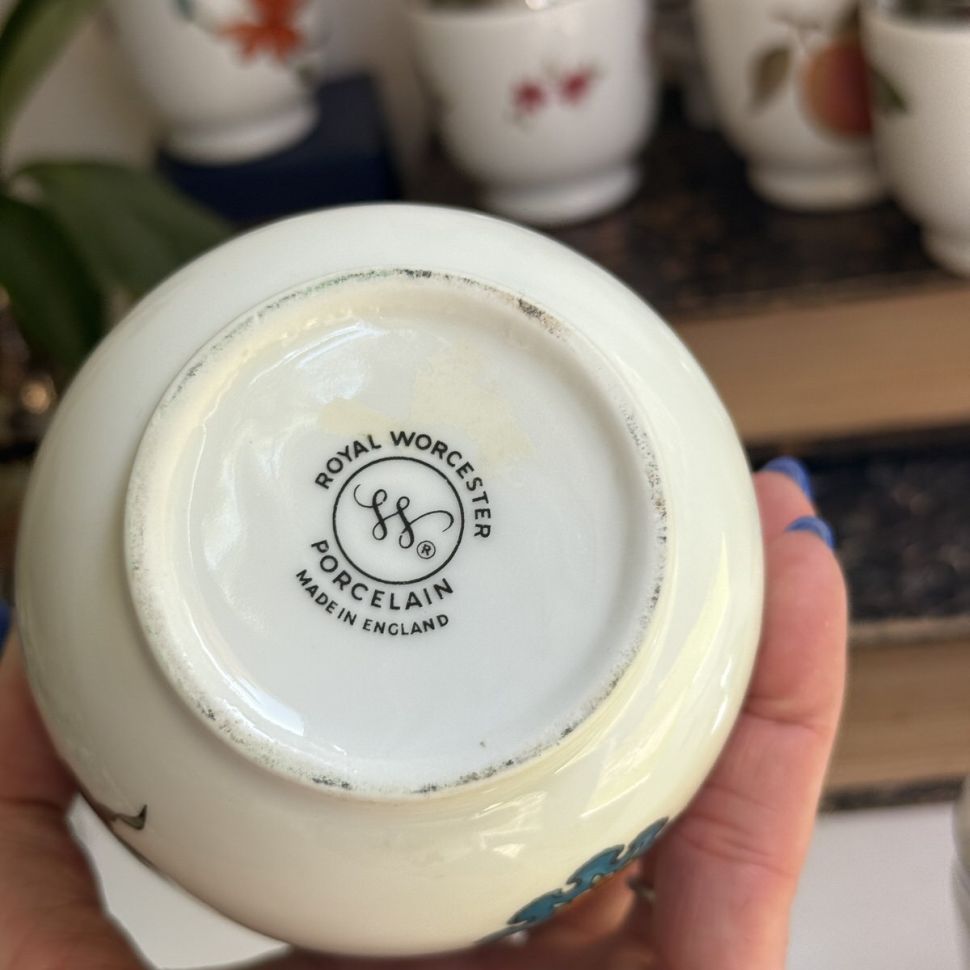 ROYAL WORCESTER
®
PORCELAIN
MADE IN ENGLAND